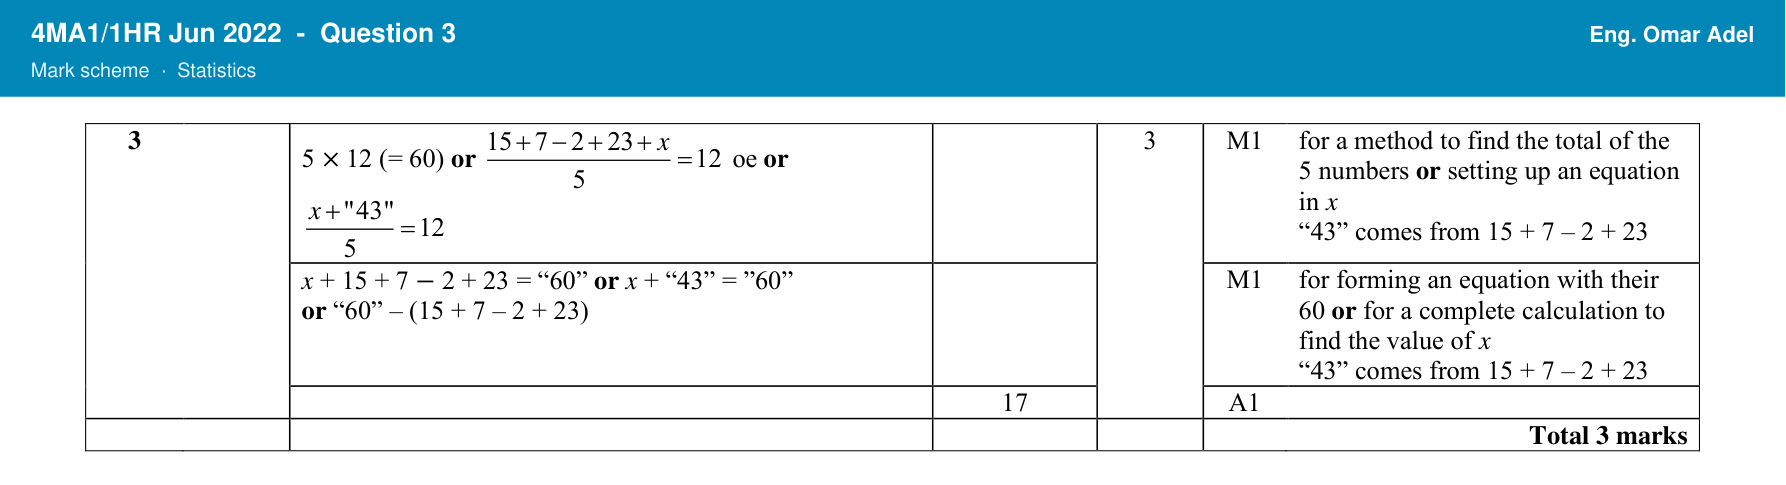 4MA1/1HR Jun 2022 - Question 3
Eng. Omar Adel
Mark scheme · Statistics
3
5 × 12 (= 60) or (15 + 7 − 2 + 23 + x)/5 = 12 oe or
(x + "43")/5 = 12
3
M1 for a method to find the total of the
5 numbers or setting up an equation
in x
“43” comes from 15 + 7 – 2 + 23
x + 15 + 7 − 2 + 23 = “60” or x + “43” = ”60”
or “60” – (15 + 7 – 2 + 23)
M1 for forming an equation with their
60 or for a complete calculation to
find the value of x
“43” comes from 15 + 7 – 2 + 23
17
A1
Total 3 marks